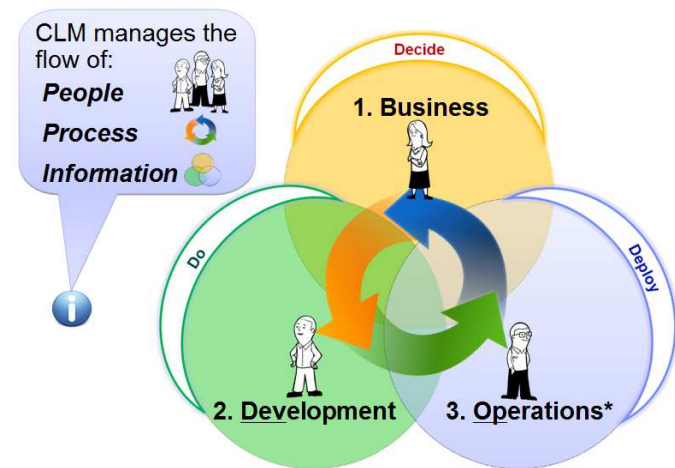 CLM manages the
flow of:
People
Process
Information
Decide
1. Business
Do
2. Development
Deploy
3. Operations*